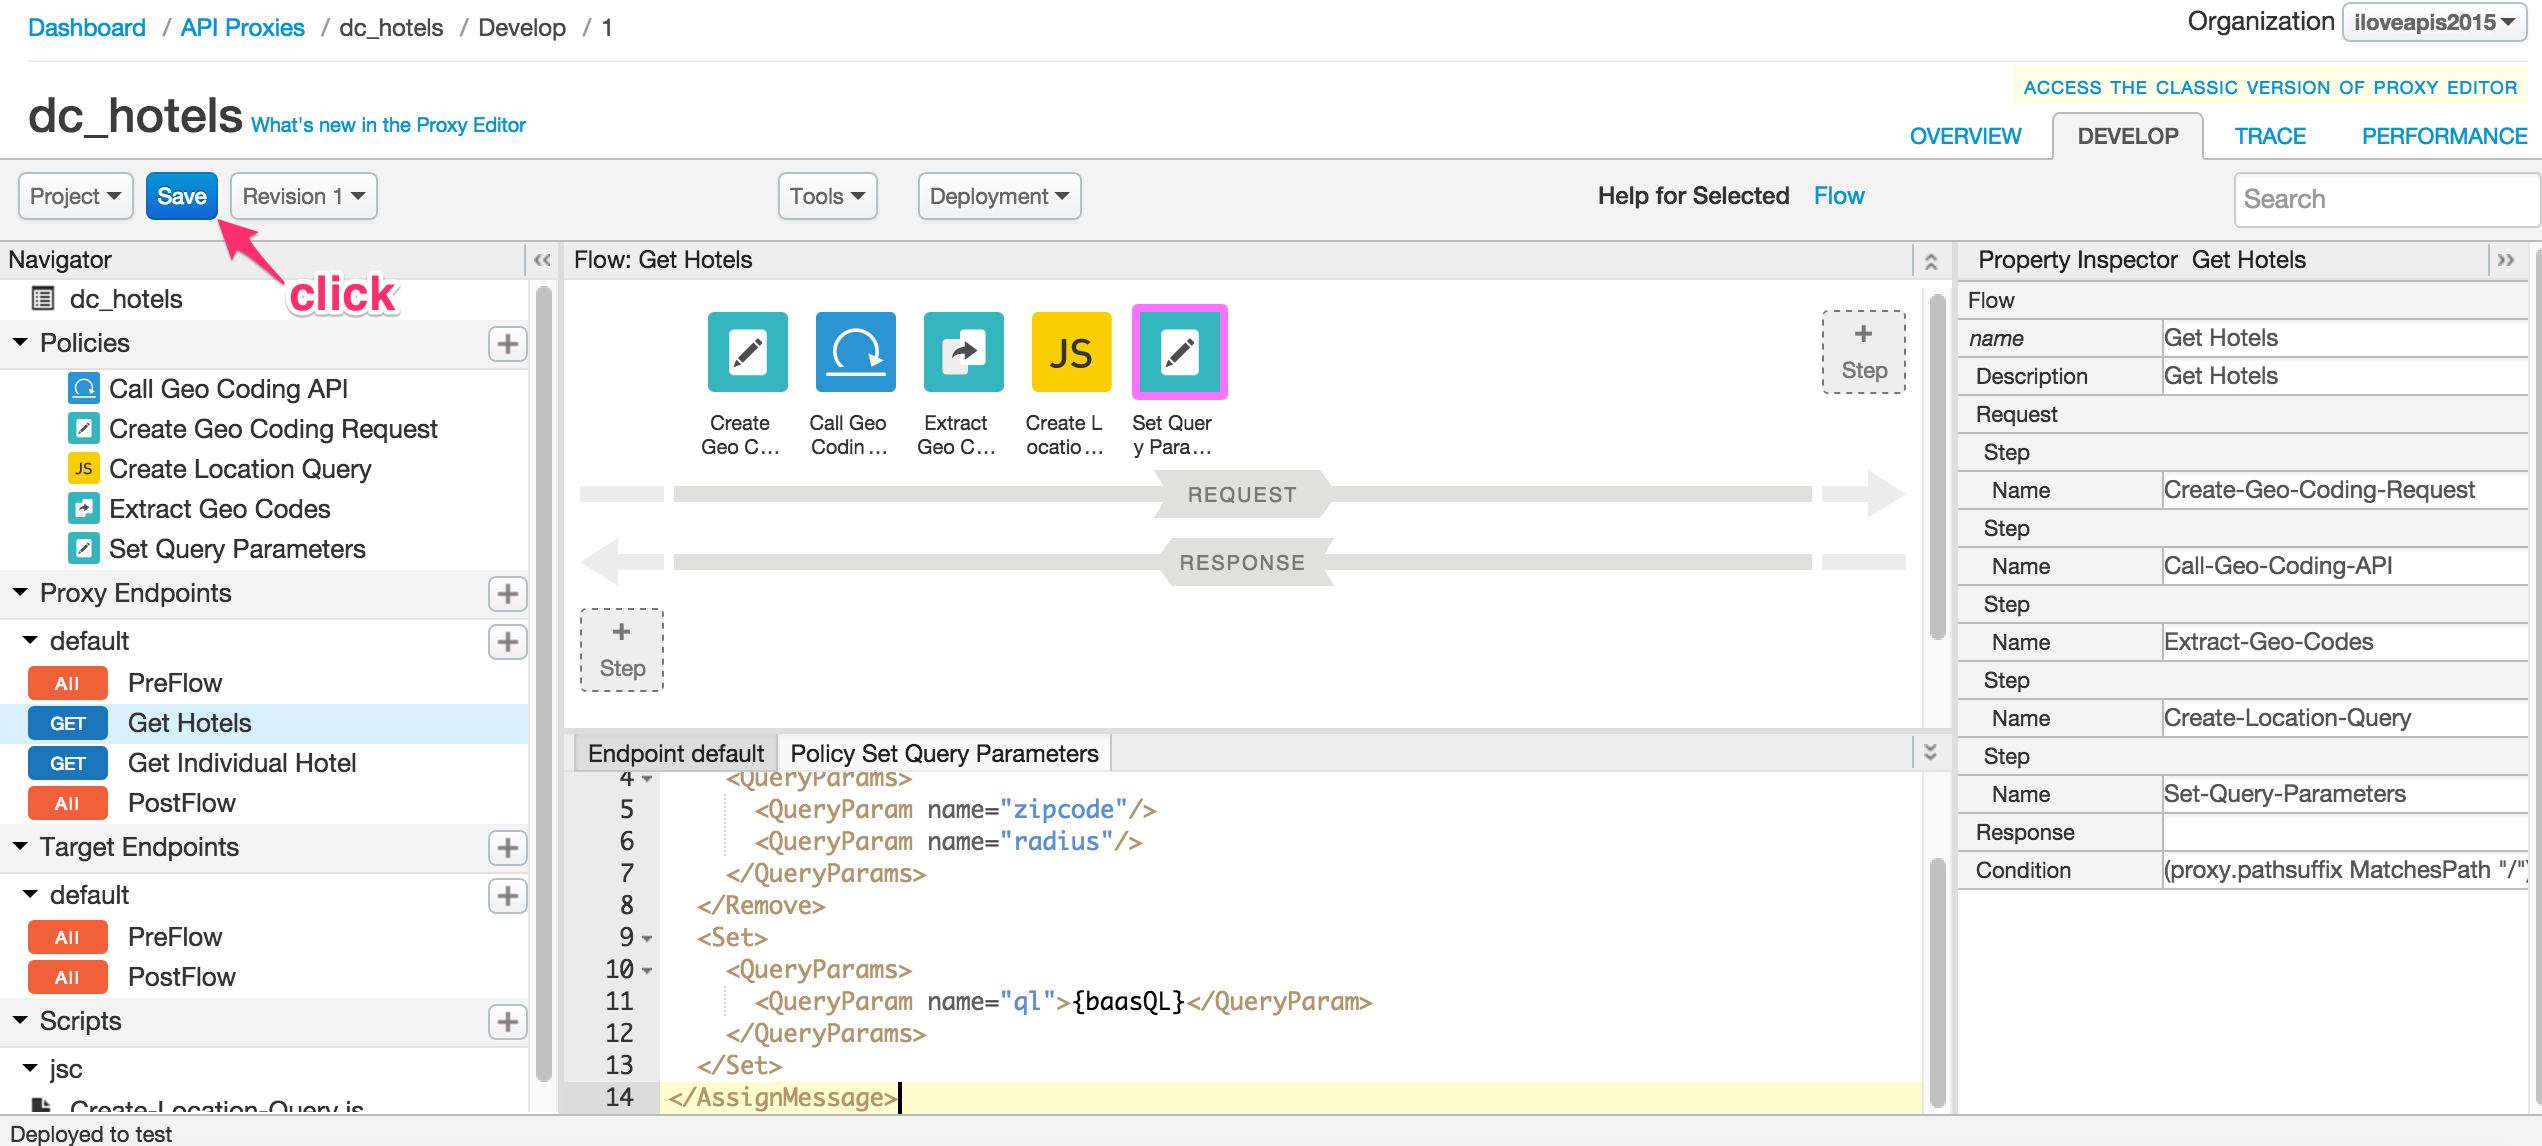 Dashboard / API Proxies / dc_hotels / Develop / 1
Organization iloveapis2015
ACCESS THE CLASSIC VERSION OF PROXY EDITOR
dc_hotels What's new in the Proxy Editor
OVERVIEW DEVELOP TRACE PERFORMANCE
Project Save Revision 1 Tools Deployment Help for Selected Flow Search
click
Navigator
dc_hotels
Policies
Call Geo Coding API
Create Geo Coding Request
JS Create Location Query
Extract Geo Codes
Set Query Parameters
Proxy Endpoints
default
All PreFlow
GET Get Hotels
GET Get Individual Hotel
All PostFlow
Target Endpoints
default
All PreFlow
All PostFlow
Scripts
jsc
Create-Location-Query.js
Flow: Get Hotels
JS
Create Geo C...
Call Geo Codin ...
Extract Geo C...
Create L ocatio ...
Set Quer y Para...
+ Step
REQUEST
RESPONSE
+ Step
Endpoint default Policy Set Query Parameters
4 <QueryParams>
5 <QueryParam name="zipcode"/>
6 <QueryParam name="radius"/>
7 </QueryParams>
8 </Remove>
9 <Set>
10 <QueryParams>
11 <QueryParam name="ql">{baasQL}</QueryParam>
12 </QueryParams>
13 </Set>
14 </AssignMessage>
Property Inspector Get Hotels
Flow
name Get Hotels
Description Get Hotels
Request
Step
Name Create-Geo-Coding-Request
Step
Name Call-Geo-Coding-API
Step
Name Extract-Geo-Codes
Step
Name Create-Location-Query
Step
Name Set-Query-Parameters
Response
Condition (proxy.pathsuffix MatchesPath "/")
Deployed to test